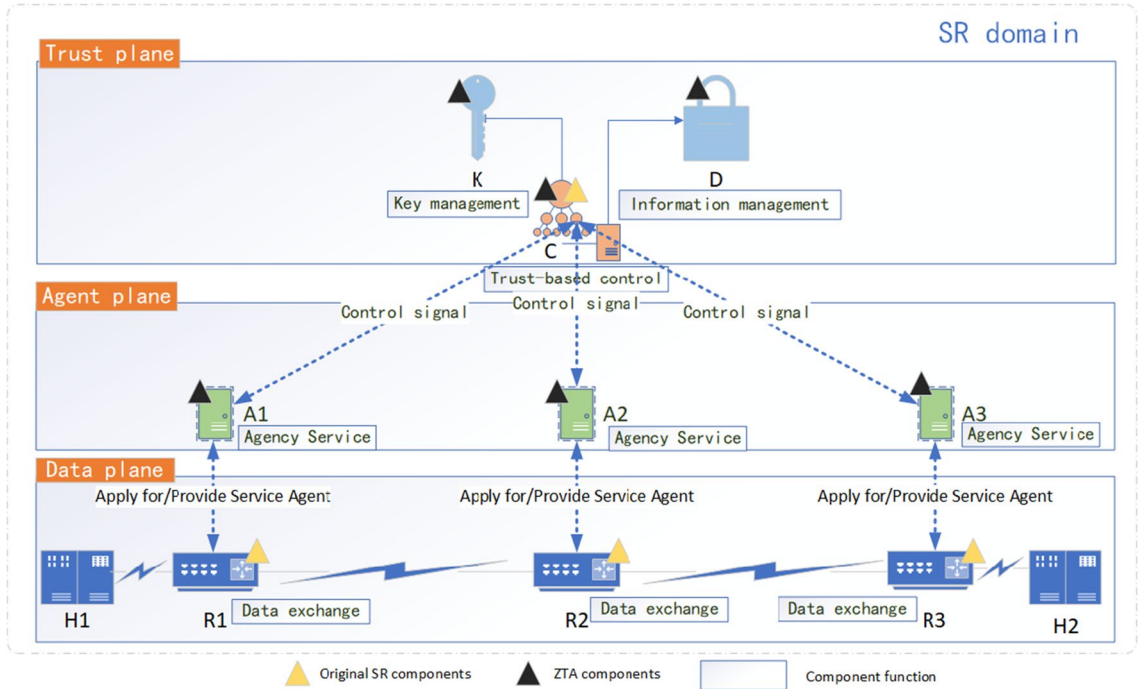 SR domain
Trust plane
K
D
Key management
Information management
C
Trust-based control
Agent plane
Control signal
Control signal
Control signal
A1
A2
A3
Agency Service
Agency Service
Agency Service
Data plane
Apply for/Provide Service Agent
Apply for/Provide Service Agent
Apply for/Provide Service Agent
H1
R1
Data exchange
R2
Data exchange
Data exchange
R3
H2
Original SR components
ZTA components
Component function